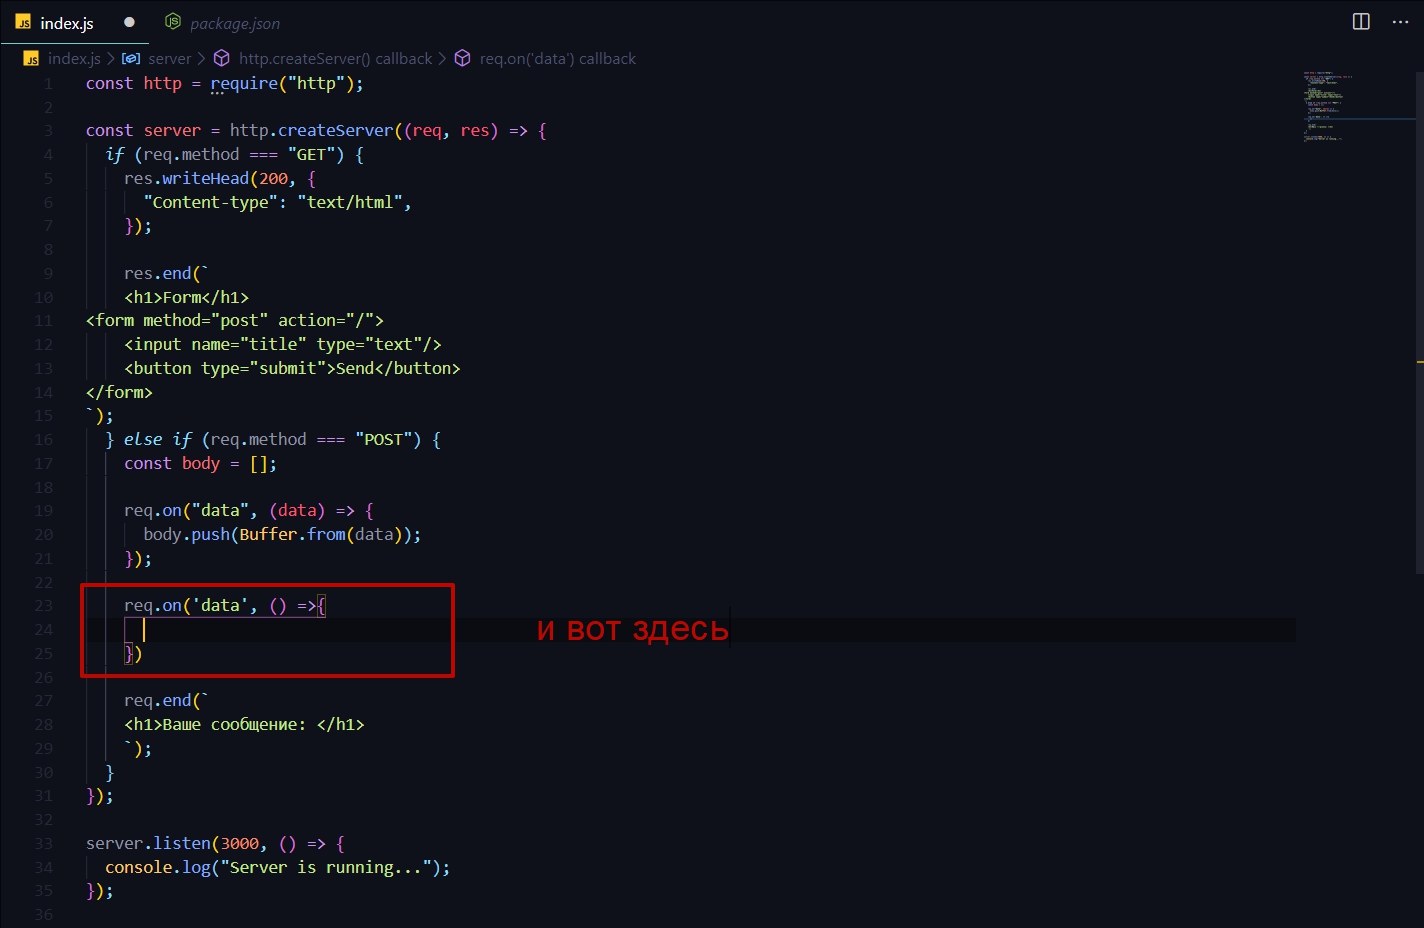 index.js
package.json
index.js > server > http.createServer() callback > req.on('data') callback
1 const http = require("http");
2
3 const server = http.createServer((req, res) => {
4 if (req.method === "GET") {
5 res.writeHead(200, {
6 "Content-type": "text/html",
7 });
8
9 res.end(`
10 <h1>Form</h1>
11 <form method="post" action="/">
12 <input name="title" type="text"/>
13 <button type="submit">Send</button>
14 </form>
15 `);
16 } else if (req.method === "POST") {
17 const body = [];
18
19 req.on("data", (data) => {
20 body.push(Buffer.from(data));
21 });
22
23 req.on('data', () =>{
24 и вот здесь
25 })
26
27 req.end(`
28 <h1>Ваше сообщение: </h1>
29 `);
30 }
31 });
32
33 server.listen(3000, () => {
34 console.log("Server is running...");
35 });
36